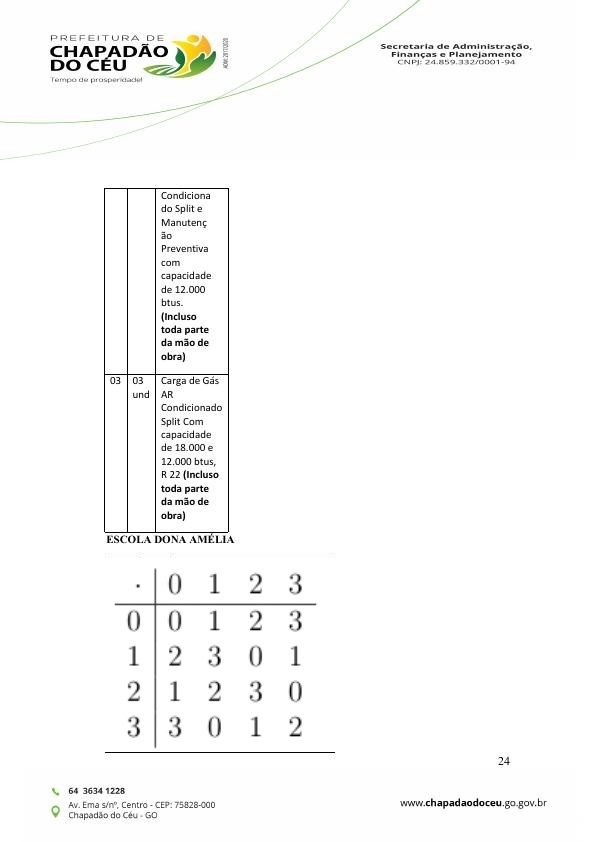 PREFEITURA DE
CHAPADÃO
DO CÉU
Tempo de prosperidade!
ADM. 2017/2020
Secretaria de Administração,
Finanças e Planejamento
CNPJ: 24.859.332/0001-94
Condiciona
do Split e
Manutenç
ão
Preventiva
com
capacidade
de 12.000
btus.
(Incluso
toda parte
da mão de
obra)
03 03 Carga de Gás
und AR
Condicionado
Split Com
capacidade
de 18.000 e
12.000 btus,
R 22 (Incluso
toda parte
da mão de
obra)
ESCOLA DONA AMÉLIA
· 0 1 2 3
0 0 1 2 3
1 2 3 0 1
2 1 2 3 0
3 3 0 1 2
24
64 3634 1228
Av. Ema s/nº, Centro - CEP: 75828-000
Chapadão do Céu - GO
www.chapadaodoceu.go.gov.br